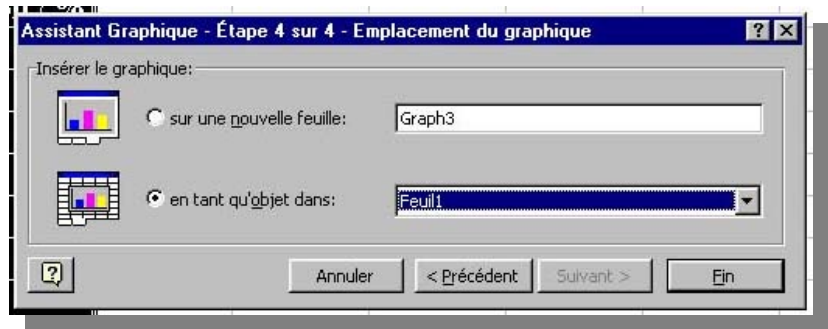 Assistant Graphique - Étape 4 sur 4 - Emplacement du graphique
Insérer le graphique:
sur une nouvelle feuille: Graph3
en tant qu'objet dans: Feuil1
Annuler < Précédent Suivant > Fin